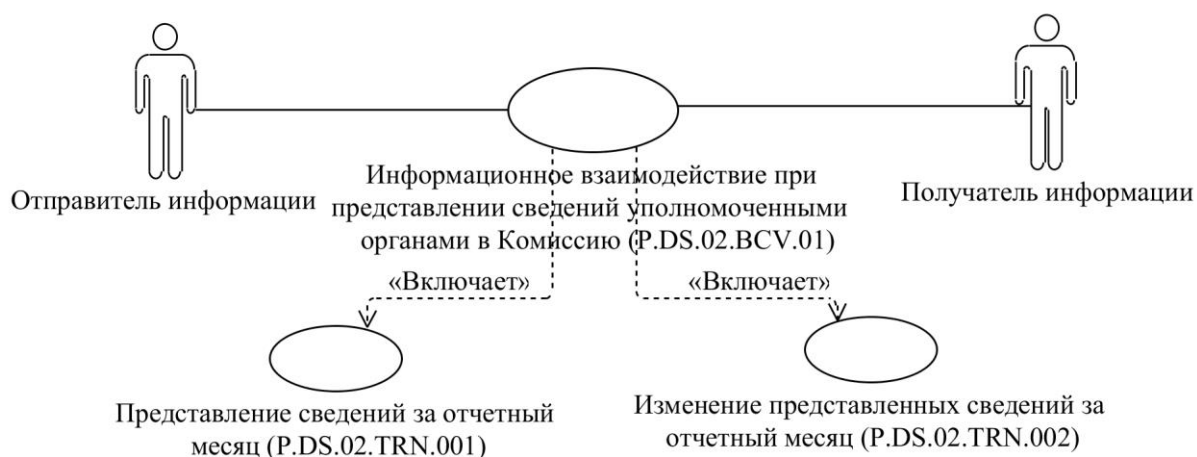 Отправитель информации
Информационное взаимодействие при
представлении сведений уполномоченными
органами в Комиссию (P.DS.02.BCV.01)
Получатель информации
«Включает»
«Включает»
Представление сведений за отчетный
месяц (P.DS.02.TRN.001)
Изменение представленных сведений за
отчетный месяц (P.DS.02.TRN.002)